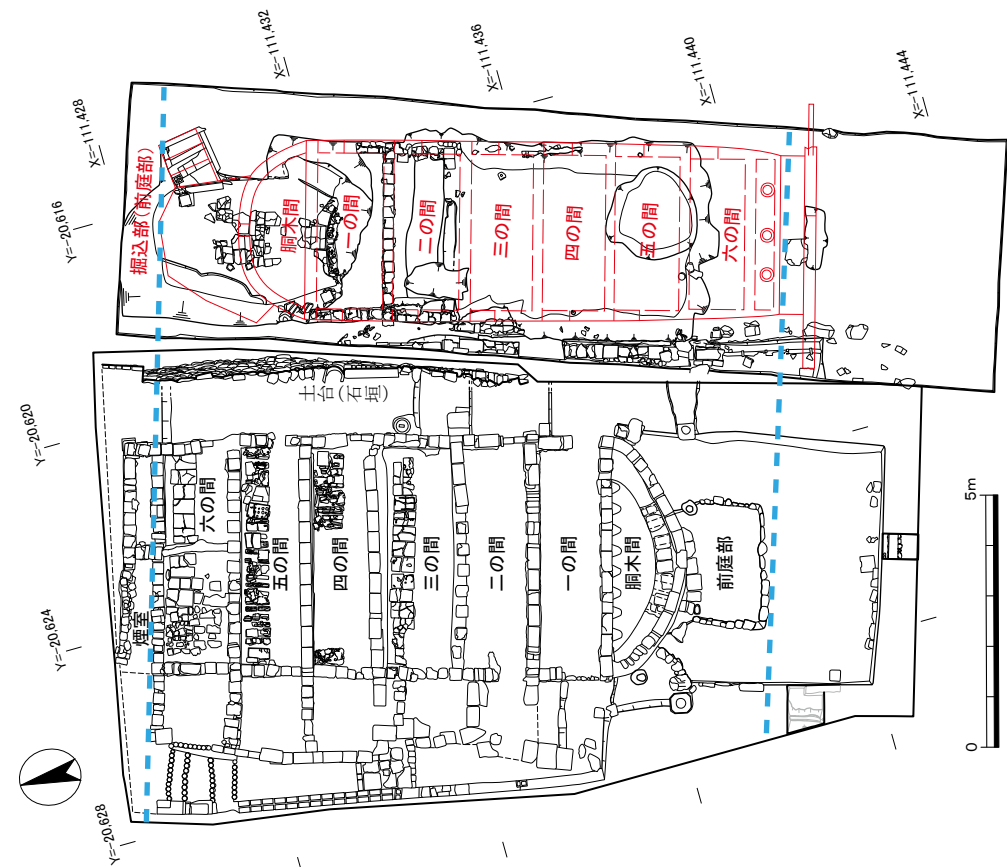 X=-111,428
X=-111,432
X=-111,436
X=-111,440
X=-111,444
Y=-20,616
掘込部(前庭部)
胴木間
一の間
二の間
三の間
四の間
五の間
六の間
土台(石垣)
Y=-20,620
煙室
六の間
五の間
四の間
三の間
二の間
一の間
胴木間
前庭部
Y=-20,624
Y=-20,628
5m
0